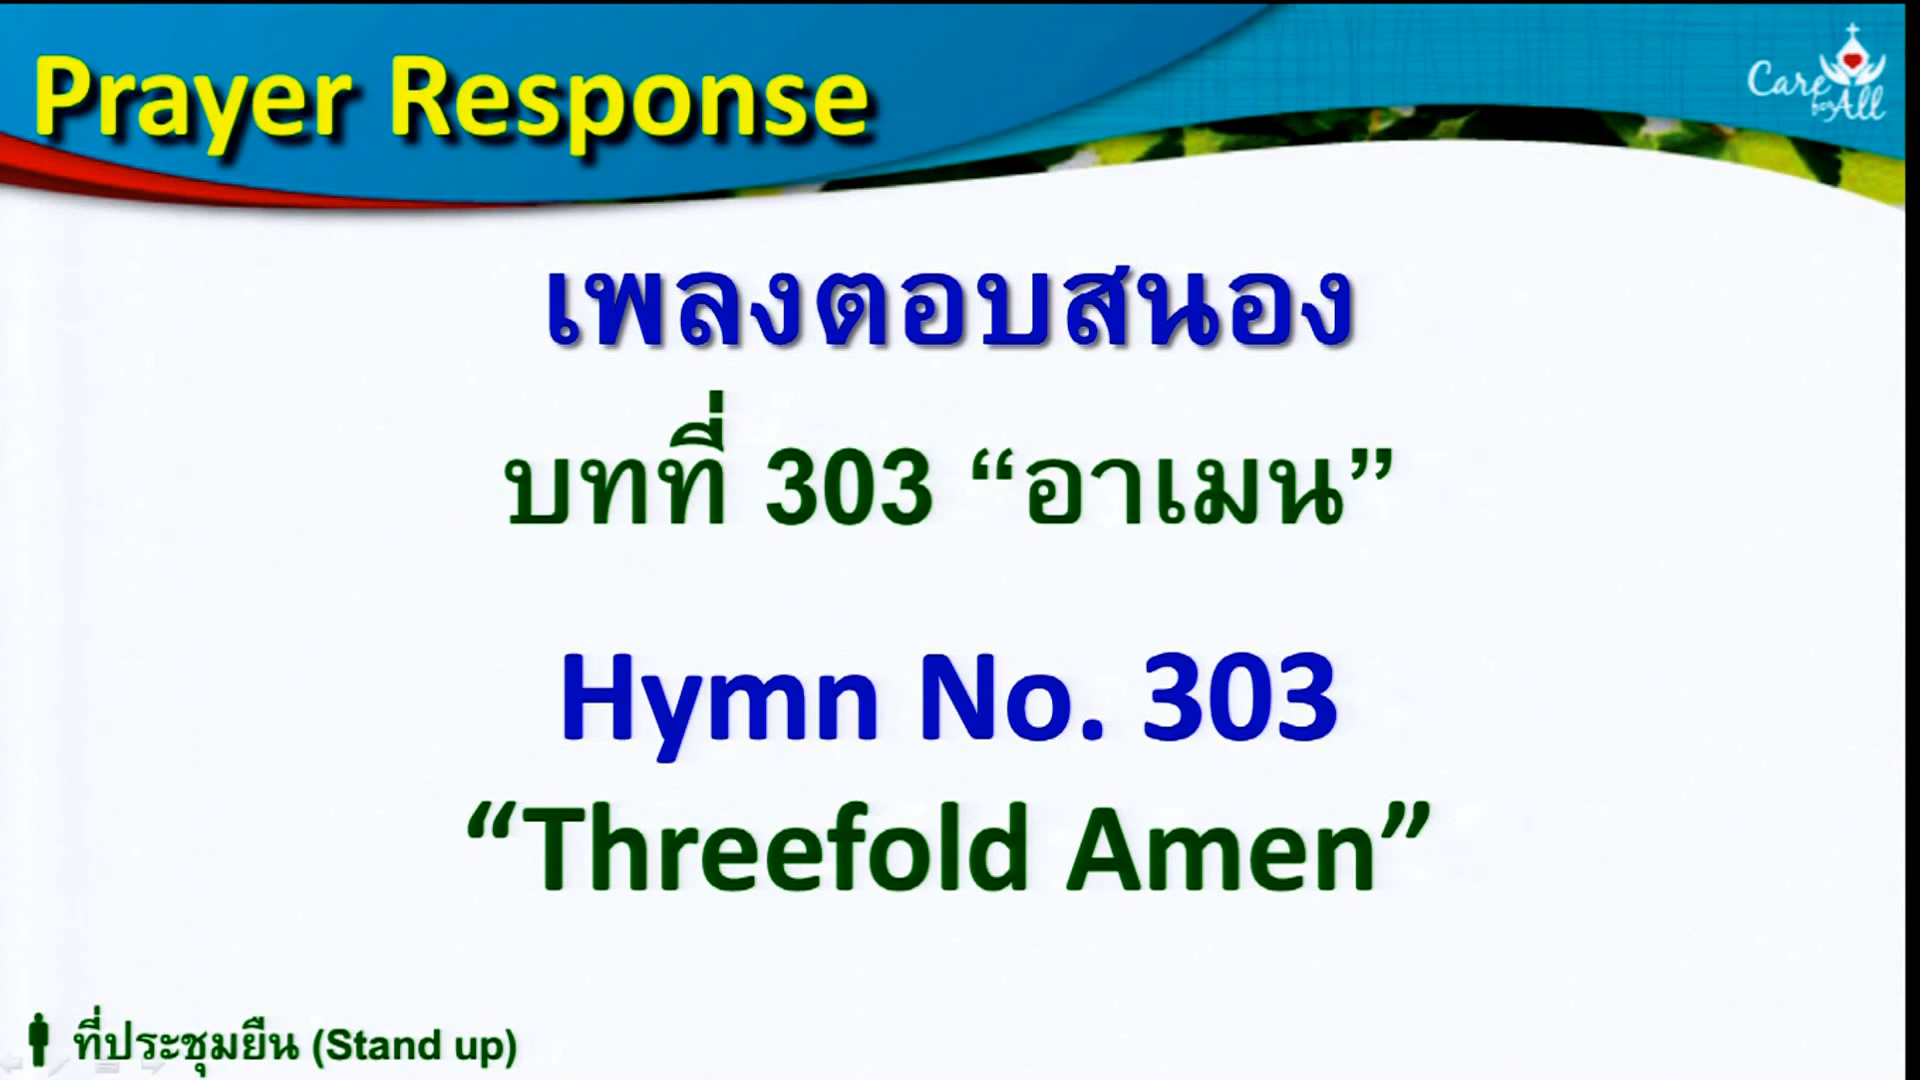 Prayer Response
Care for All
เพลงตอบสนอง
บทที่ 303 “อาเมน”
Hymn No. 303
“Threefold Amen”
ที่ประชุมยืน (Stand up)